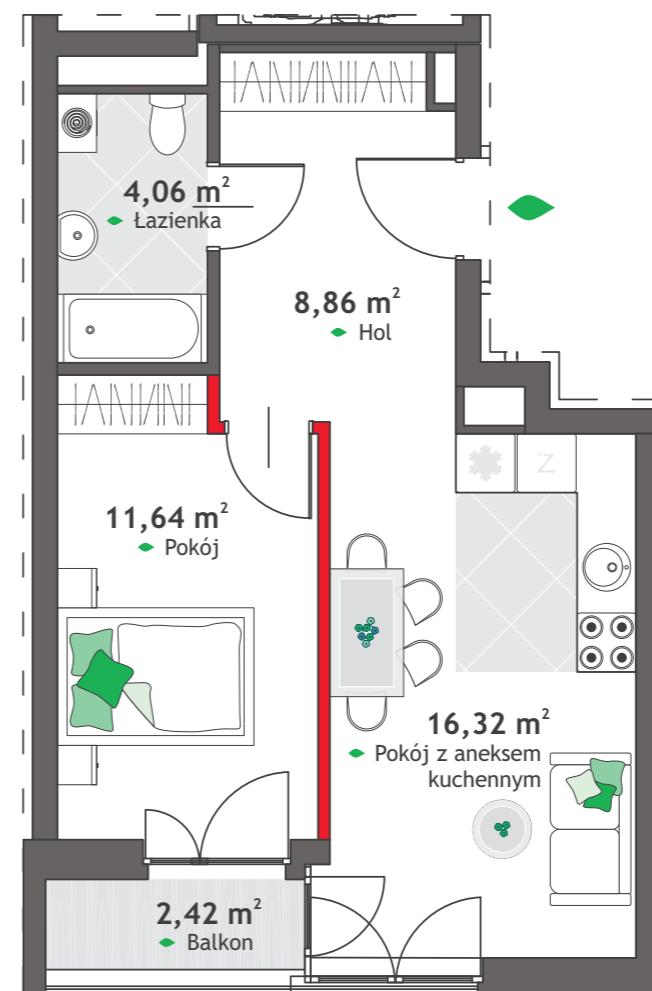 4,06 m²
Łazienka
8,86 m²
Hol
11,64 m²
Pokój
Z
16,32 m²
Pokój z aneksem
kuchennym
2,42 m²
Balkon